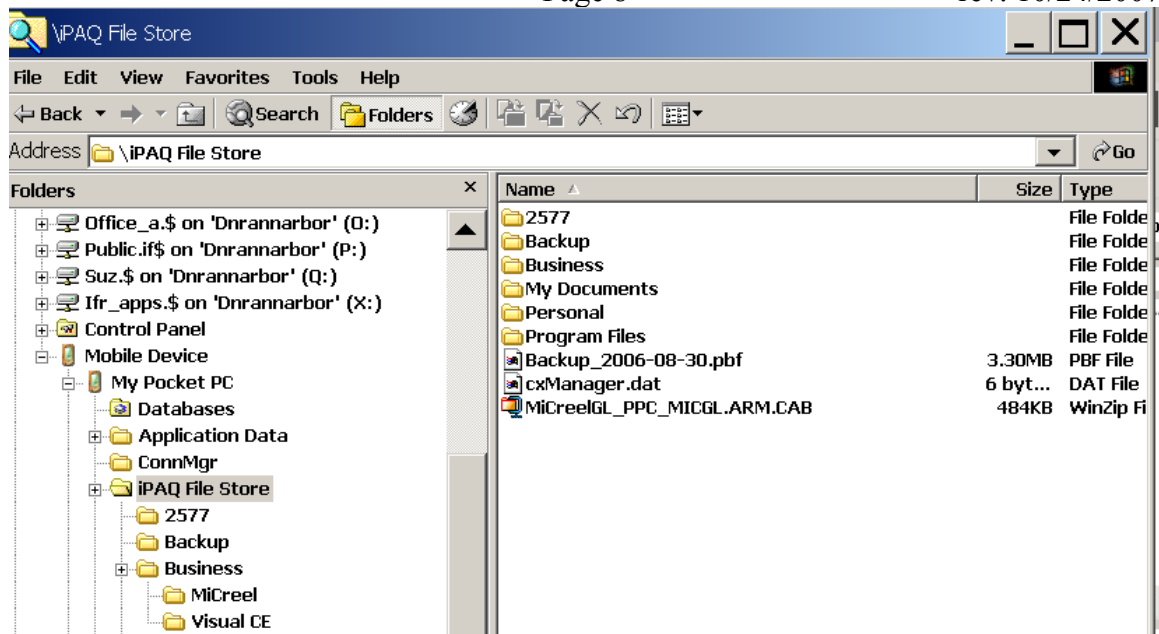 \iPAQ File Store
File Edit View Favorites Tools Help
Back Search Folders
Address \iPAQ File Store Go
Folders
Office_a.$ on 'Dnrannarbor' (O:)
Public.if$ on 'Dnrannarbor' (P:)
Suz.$ on 'Dnrannarbor' (Q:)
Ifr_apps.$ on 'Dnrannarbor' (X:)
Control Panel
Mobile Device
My Pocket PC
Databases
Application Data
ConnMgr
iPAQ File Store
2577
Backup
Business
MiCreel
Visual CE
Name Size Type
2577 File Folde
Backup File Folde
Business File Folde
My Documents File Folde
Personal File Folde
Program Files File Folde
Backup_2006-08-30.pbf 3.30MB PBF File
cxManager.dat 6 byt... DAT File
MiCreelGL_PPC_MICGL.ARM.CAB 484KB WinZip Fi